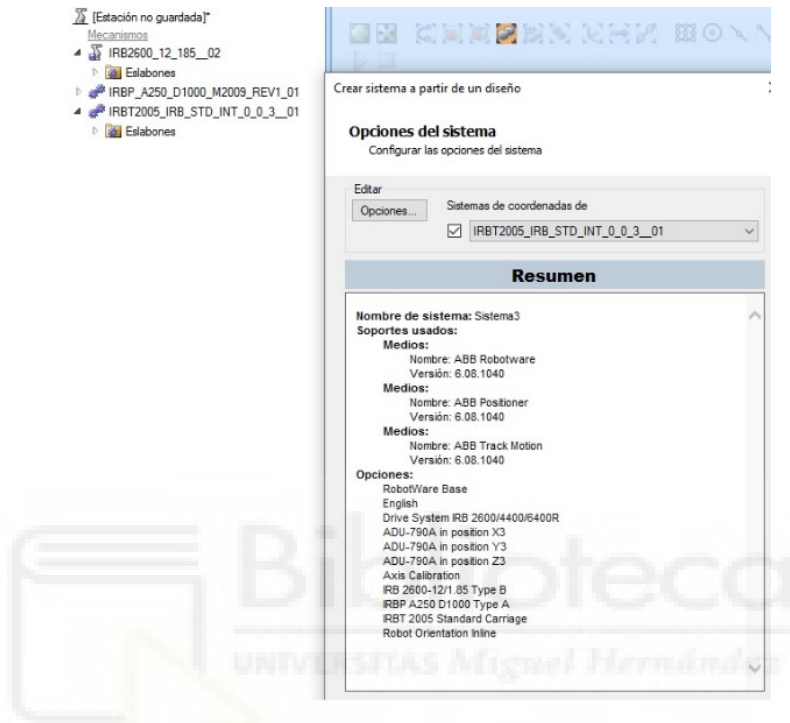 [Estación no guardada]*
Mecanismos
IRB2600_12_185__02
Eslabones
IRBP_A250_D1000_M2009_REV1_01
IRBT2005_IRB_STD_INT_0_0_3__01
Eslabones
Crear sistema a partir de un diseño
Opciones del sistema
Configurar las opciones del sistema
Editar
Opciones...
Sistemas de coordenadas de
IRBT2005_IRB_STD_INT_0_0_3__01
Resumen
Nombre de sistema: Sistema3
Soportes usados:
Medios:
Nombre: ABB Robotware
Versión: 6.08.1040
Medios:
Nombre: ABB Positioner
Versión: 6.08.1040
Medios:
Nombre: ABB Track Motion
Versión: 6.08.1040
Opciones:
RobotWare Base
English
Drive System IRB 2600/4400/6400R
ADU-790A in position X3
ADU-790A in position Y3
ADU-790A in position Z3
Axis Calibration
IRB 2600-12/1.85 Type B
IRBP A250 D1000 Type A
IRBT 2005 Standard Carriage
Robot Orientation Inline
Biblioteca
UNIVERSITAS Miguel Hernández